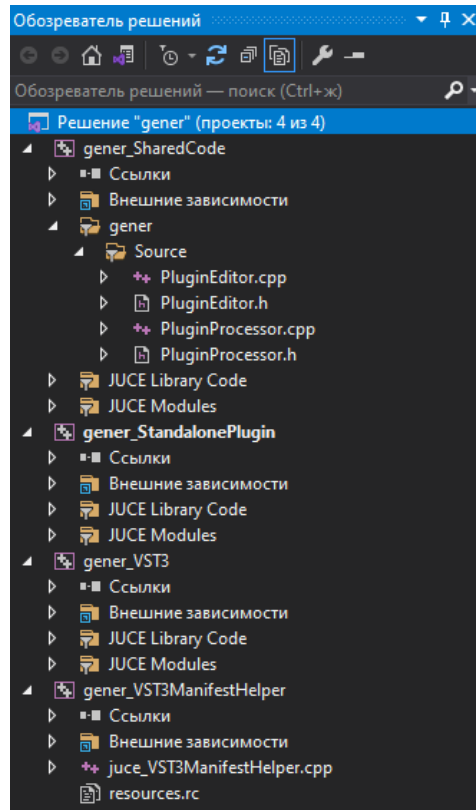 Обозреватель решений
Обозреватель решений — поиск (Ctrl+ж)
Решение "gener" (проекты: 4 из 4)
gener_SharedCode
Ссылки
Внешние зависимости
gener
Source
PluginEditor.cpp
PluginEditor.h
PluginProcessor.cpp
PluginProcessor.h
JUCE Library Code
JUCE Modules
gener_StandalonePlugin
Ссылки
Внешние зависимости
JUCE Library Code
JUCE Modules
gener_VST3
Ссылки
Внешние зависимости
JUCE Library Code
JUCE Modules
gener_VST3ManifestHelper
Ссылки
Внешние зависимости
juce_VST3ManifestHelper.cpp
resources.rc